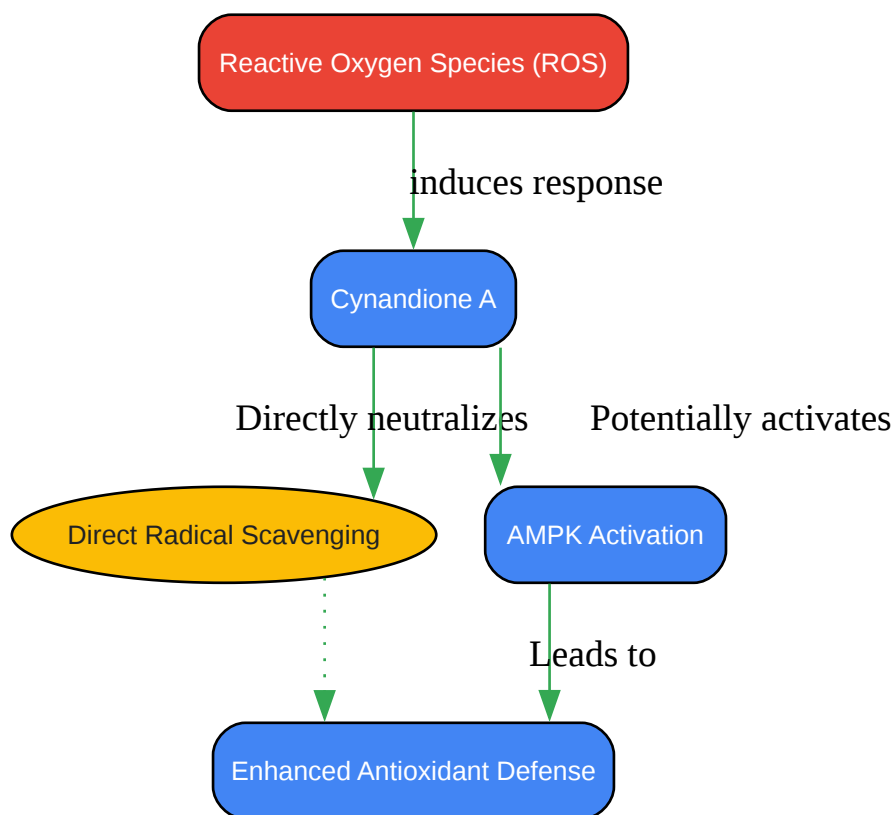 Reactive Oxygen Species (ROS)
induces response
Cynandione A
Directly neutralizes
Potentially activates
Direct Radical Scavenging
AMPK Activation
Leads to
Enhanced Antioxidant Defense